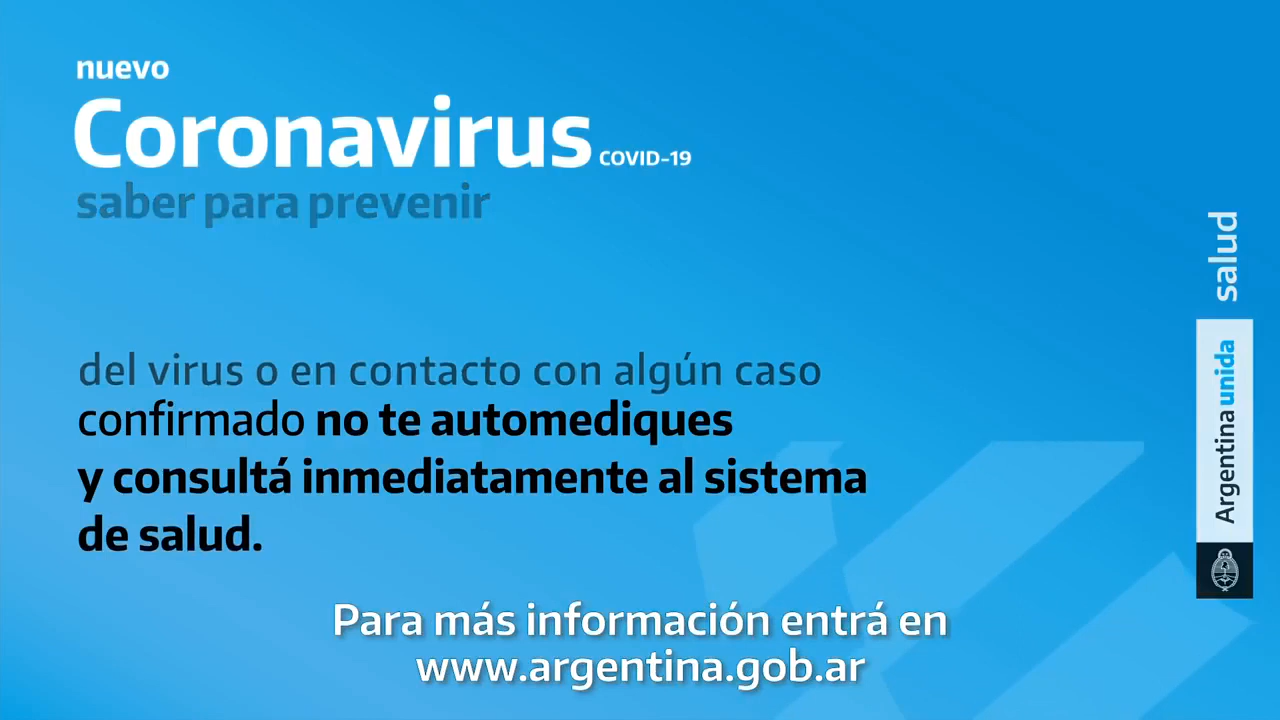 nuevo
Coronavirus COVID-19
saber para prevenir
del virus o en contacto con algún caso
confirmado no te automediques
y consultá inmediatamente al sistema
de salud.
Para más información entrá en
www.argentina.gob.ar
salud
Argentina unida